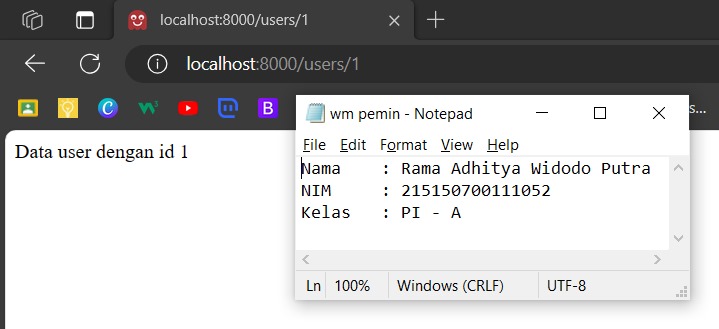 localhost:8000/users/1
localhost:8000/users/1
B
s...
Data user dengan id 1
wm pemin - Notepad
File Edit Format View Help
Nama : Rama Adhitya Widodo Putra
NIM : 215150700111052
Kelas : PI - A
Ln 100% Windows (CRLF) UTF-8